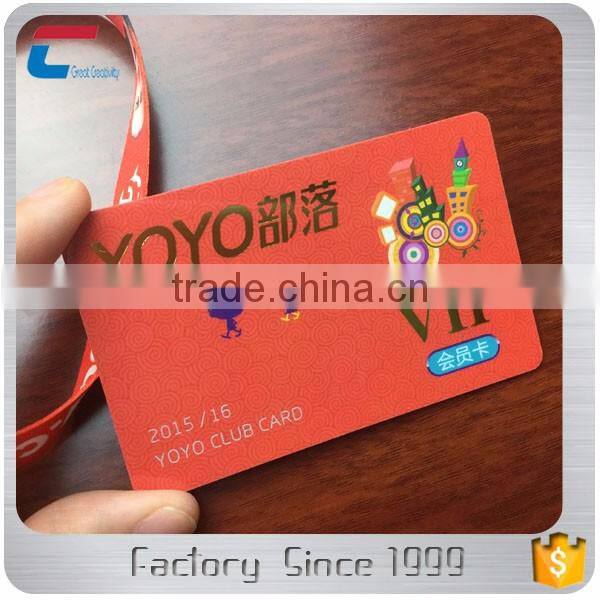 Great Creativity
YOYO部落
trade.china.cn
VIP
会员卡
2015/16
YOYO CLUB CARD
Factory Since 1999
$